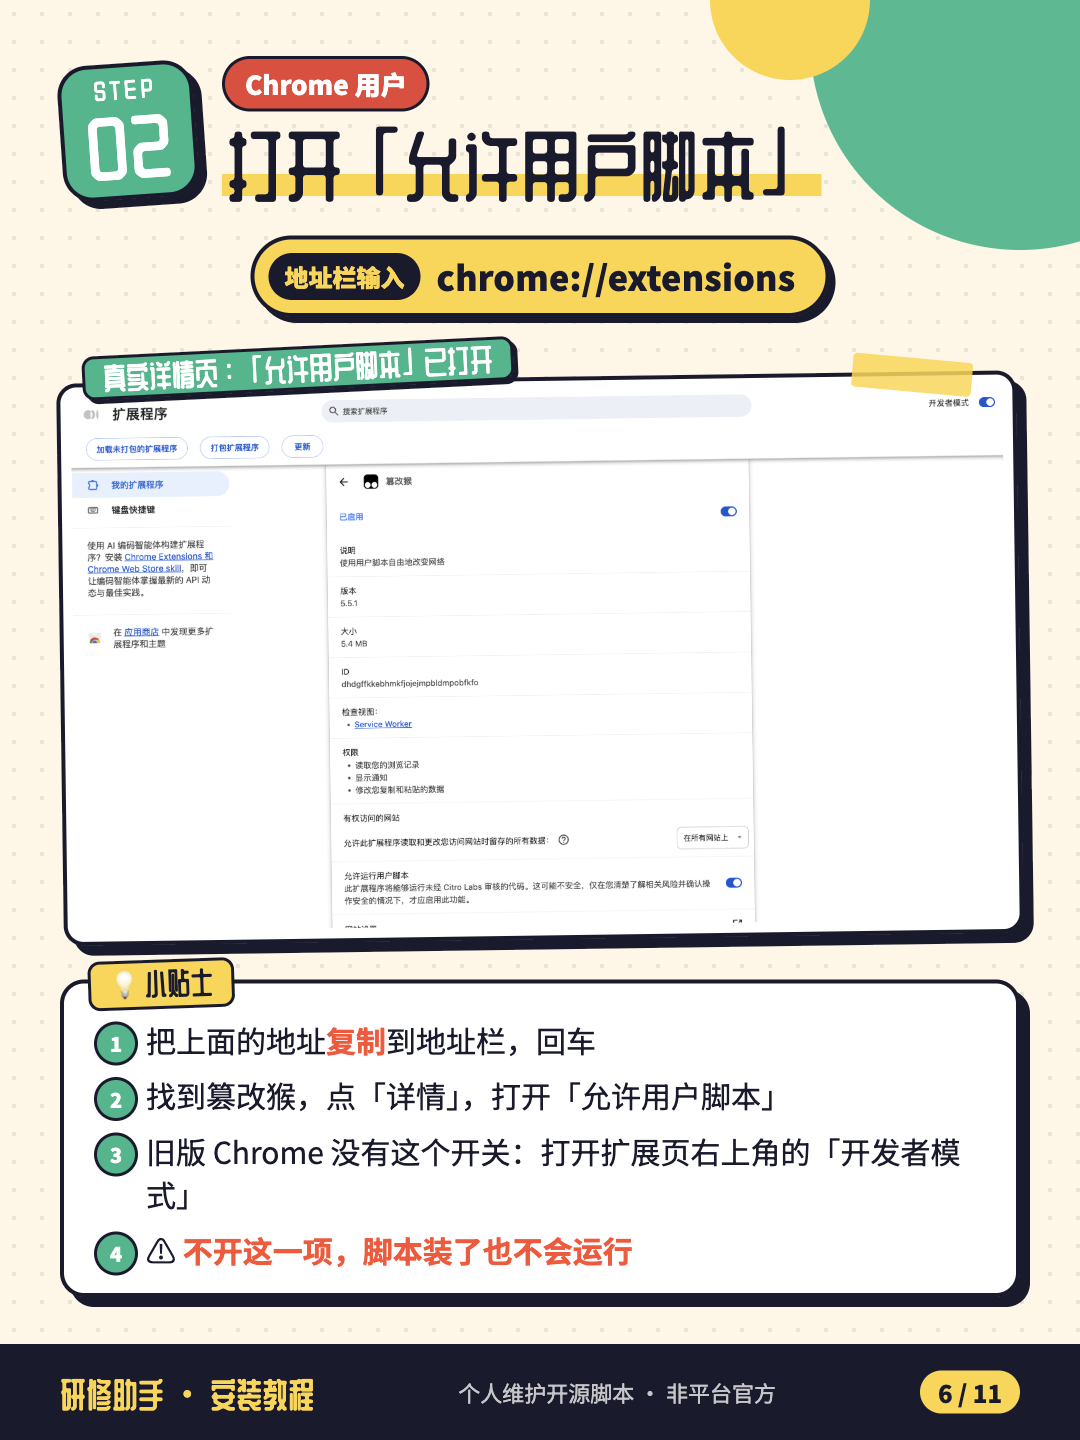 STEP
02
Chrome 用户
打开「允许用户脚本」
地址栏输入 chrome://extensions
真实详情页：「允许用户脚本」已打开
扩展程序
搜索扩展程序
开发者模式
加载未打包的扩展程序
打包扩展程序
更新
我的扩展程序
键盘快捷键
使用 AI 编码智能体构建扩展程
序？安装 Chrome Extensions 和
Chrome Web Store skill，即可
让编码智能体掌握最新的 API 动
态与最佳实践。
在 应用商店 中发现更多扩
展程序和主题
篡改猴
已启用
说明
使用用户脚本自由地改变网络
版本
5.5.1
大小
5.4 MB
ID
dhdgffkkebhmkfjojejmpbldmpobfkfo
检查视图：
• Service Worker
权限
• 读取您的浏览记录
• 显示通知
• 修改您复制和粘贴的数据
有权访问的网站
允许此扩展程序读取和更改您访问网站时留存的所有数据：
在所有网站上
允许运行用户脚本
此扩展程序将能够运行未经 Citro Labs 审核的代码。这可能不安全，仅在您清楚了解相关风险并确认操
作安全的情况下，才应启用此功能。
小贴士
1 把上面的地址复制到地址栏，回车
2 找到篡改猴，点「详情」，打开「允许用户脚本」
3 旧版 Chrome 没有这个开关：打开扩展页右上角的「开发者模
式」
4 ⚠ 不开这一项，脚本装了也不会运行
研修助手 · 安装教程
个人维护开源脚本 · 非平台官方
6 / 11